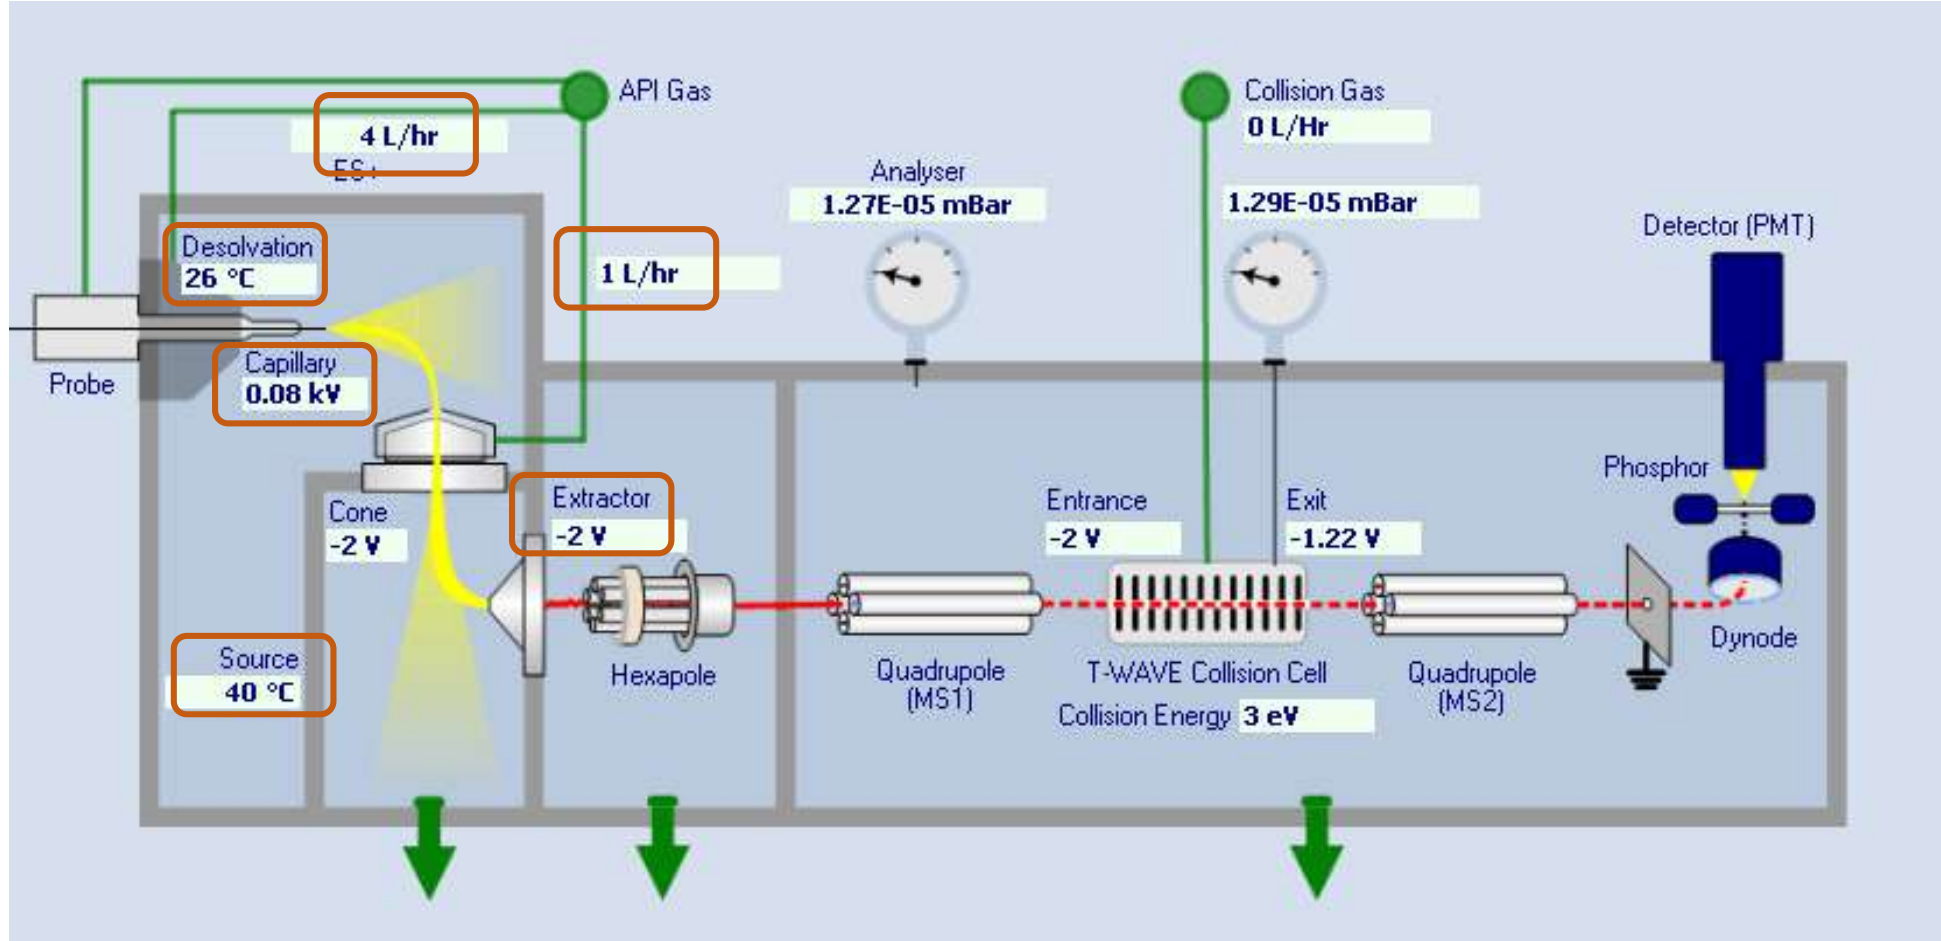 API Gas
4 L/hr
ES+
Collision Gas
0 L/Hr
Analyser
1.27E-05 mBar
1.29E-05 mBar
Detector (PMT)
Desolvation
26 °C
1 L/hr
Capillary
0.08 kV
Probe
Phosphor
Cone
-2 V
Extractor
-2 V
Entrance
-2 V
Exit
-1.22 V
Dynode
Source
40 °C
Hexapole
Quadrupole
(MS1)
T-WAVE Collision Cell
Collision Energy 3 eV
Quadrupole
(MS2)